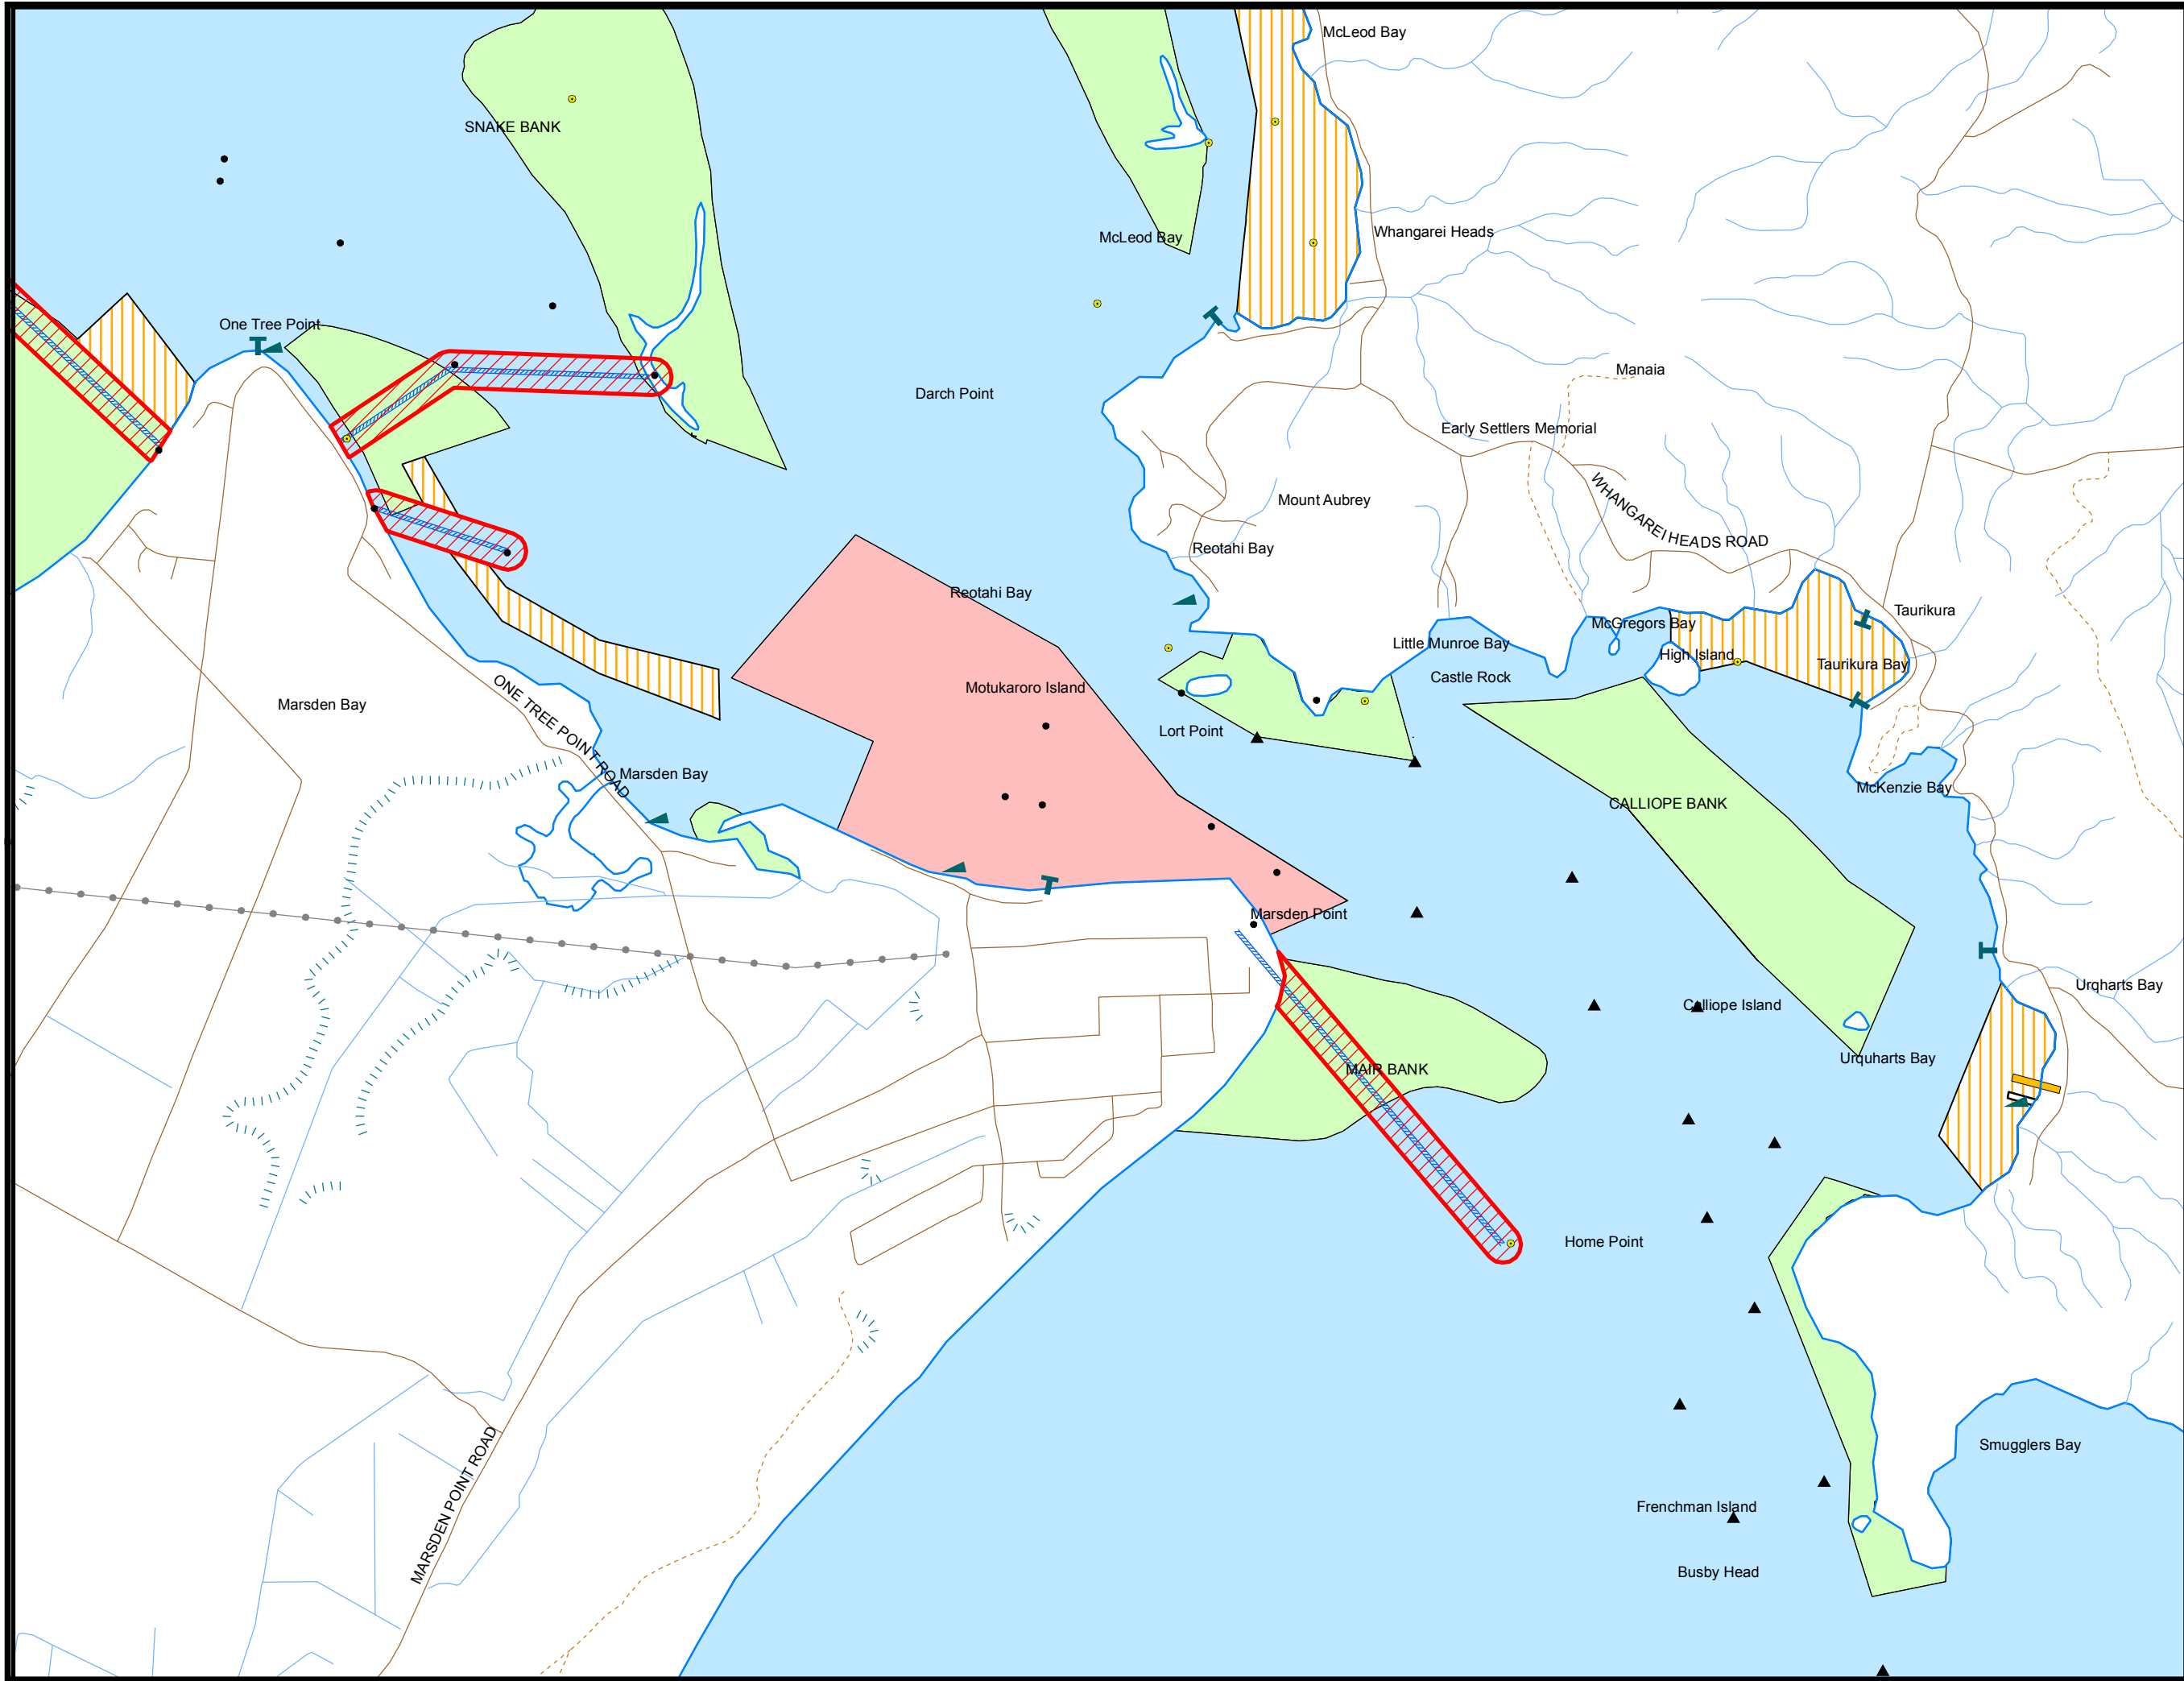 McLeod Bay
SNAKE BANK
McLeod Bay
Whangarei Heads
One Tree Point
Manaia
Darch Point
Early Settlers Memorial
WHANGAREI HEADS ROAD
Mount Aubrey
Reotahi Bay
Reotahi Bay
Taurikura
McGregors Bay
Little Munroe Bay
High Island
Taurikura Bay
Castle Rock
Motukaroro Island
ONE TREE POINT ROAD
Marsden Bay
Lort Point
Marsden Bay
McKenzie Bay
CALLIOPE BANK
Marsden Point
Urqharts Bay
Calliope Island
Urquharts Bay
MAIR BANK
Home Point
Smugglers Bay
MARSDEN POINT ROAD
Frenchman Island
Busby Head